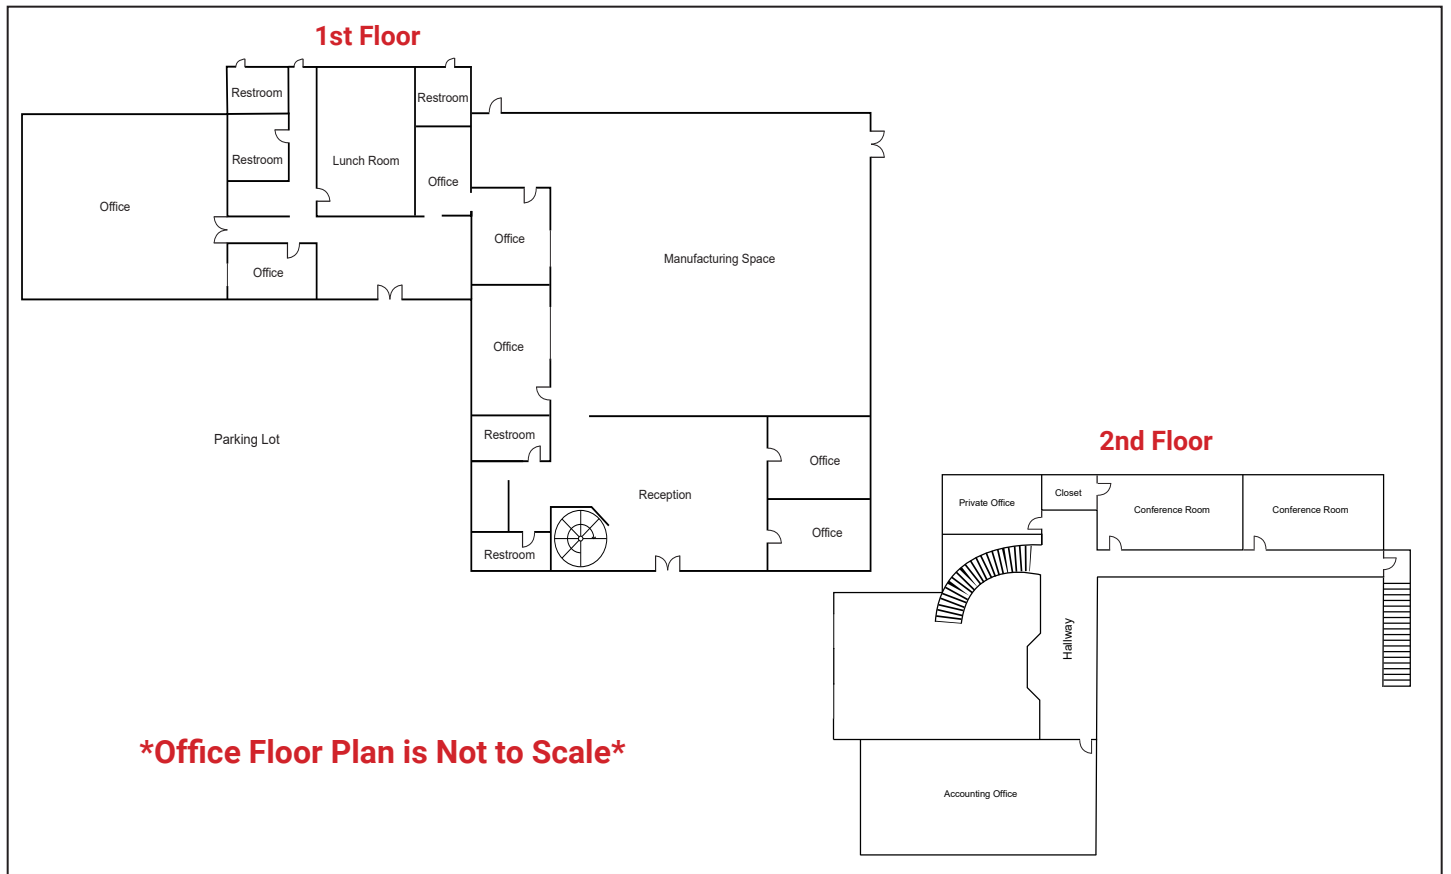 1st Floor
Restroom
Restroom
Restroom
Lunch Room
Office
Office
Office
Office
Manufacturing Space
Office
Parking Lot
Restroom
Office
Reception
Office
Restroom
2nd Floor
Private Office
Closet
Conference Room
Conference Room
Hallway
*Office Floor Plan is Not to Scale*
Accounting Office